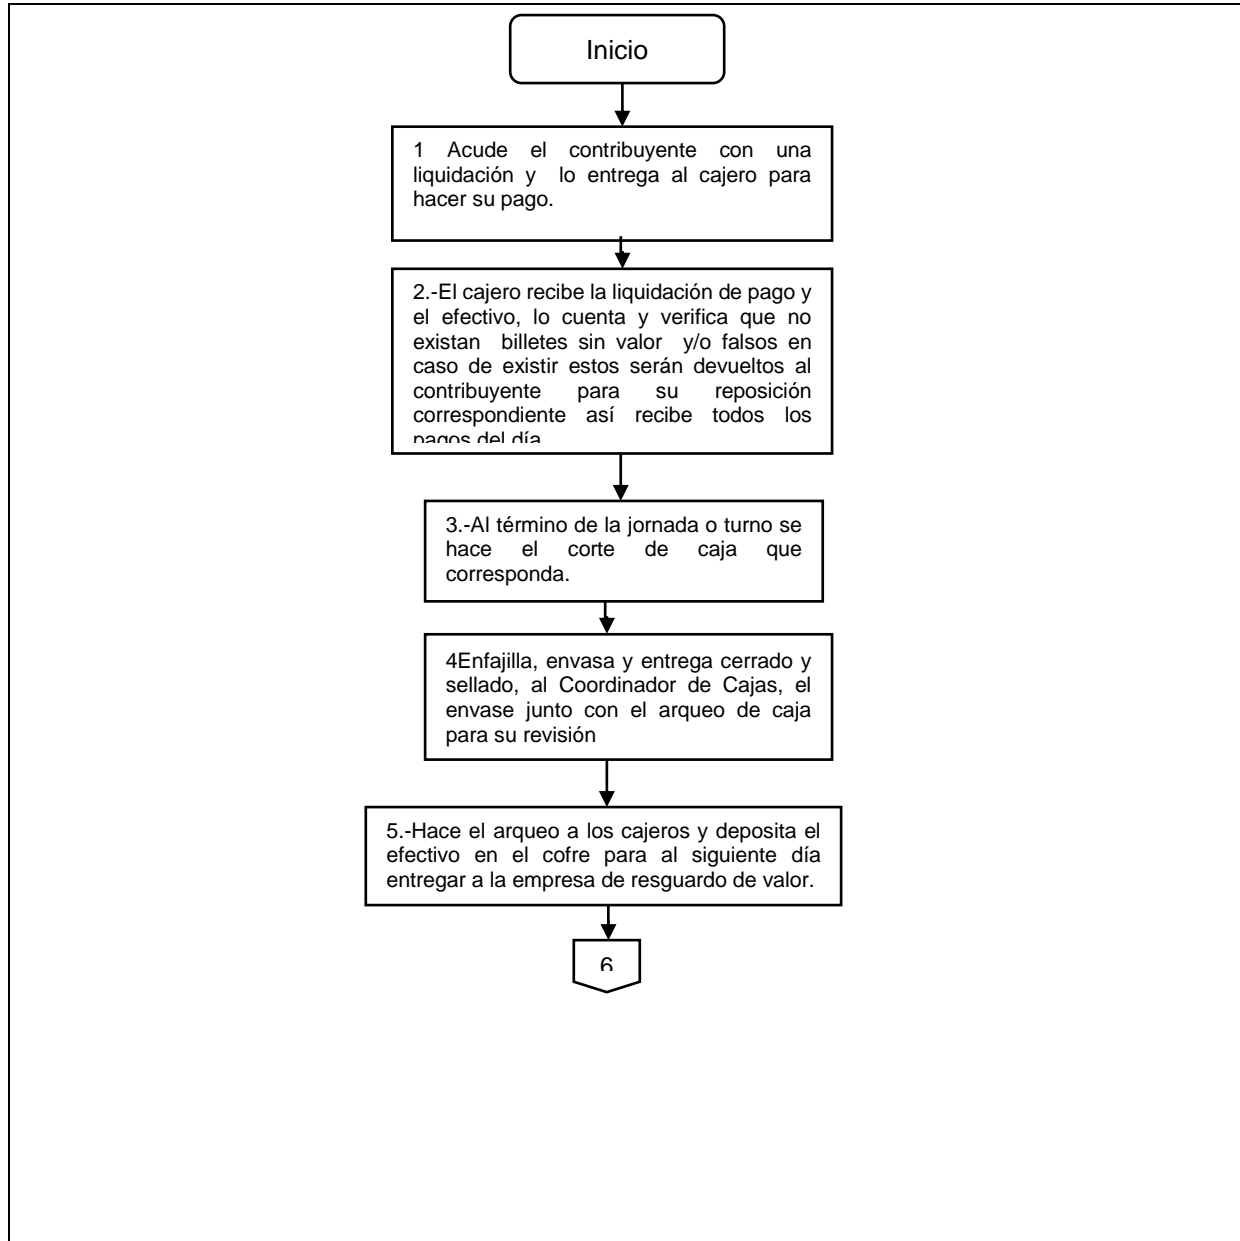 Inicio
1 Acude el contribuyente con una
liquidación y lo entrega al cajero para
hacer su pago.
2.-El cajero recibe la liquidación de pago y
el efectivo, lo cuenta y verifica que no
existan billetes sin valor y/o falsos en
caso de existir estos serán devueltos al
contribuyente para su reposición
correspondiente así recibe todos los
pagos del día
3.-Al término de la jornada o turno se
hace el corte de caja que
corresponda.
4Enfajilla, envasa y entrega cerrado y
sellado, al Coordinador de Cajas, el
envase junto con el arqueo de caja
para su revisión
5.-Hace el arqueo a los cajeros y deposita el
efectivo en el cofre para al siguiente día
entregar a la empresa de resguardo de valor.
6